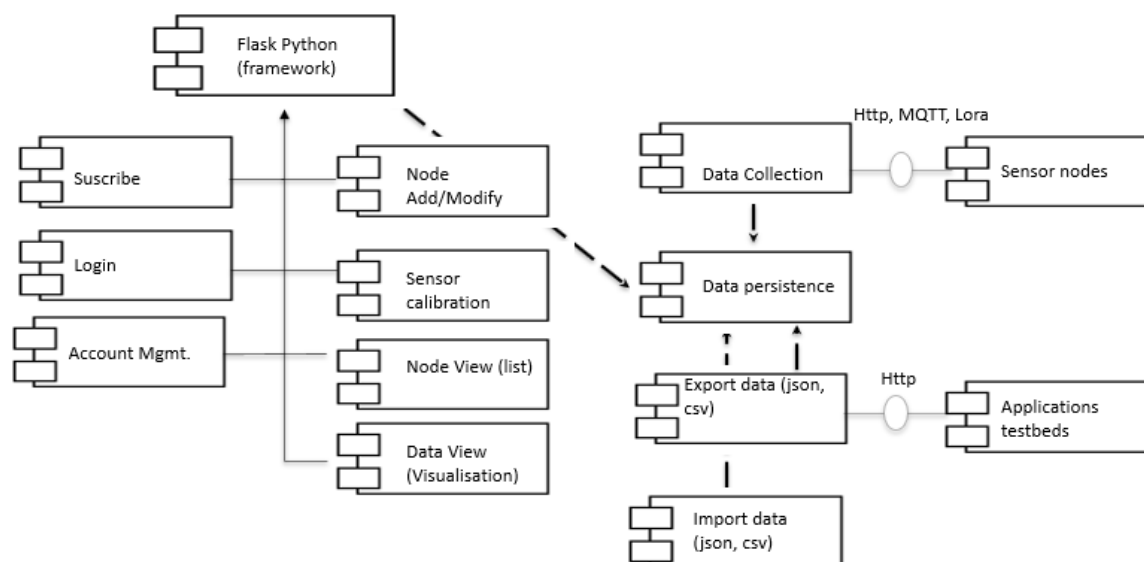 Flask Python
(framework)
Http, MQTT, Lora
Suscribe
Node
Add/Modify
Data Collection
Sensor nodes
Login
Sensor
calibration
Data persistence
Account Mgmt.
Node View (list)
Http
Export data (json,
csv)
Applications
testbeds
Data View
(Visualisation)
Import data
(json, csv)